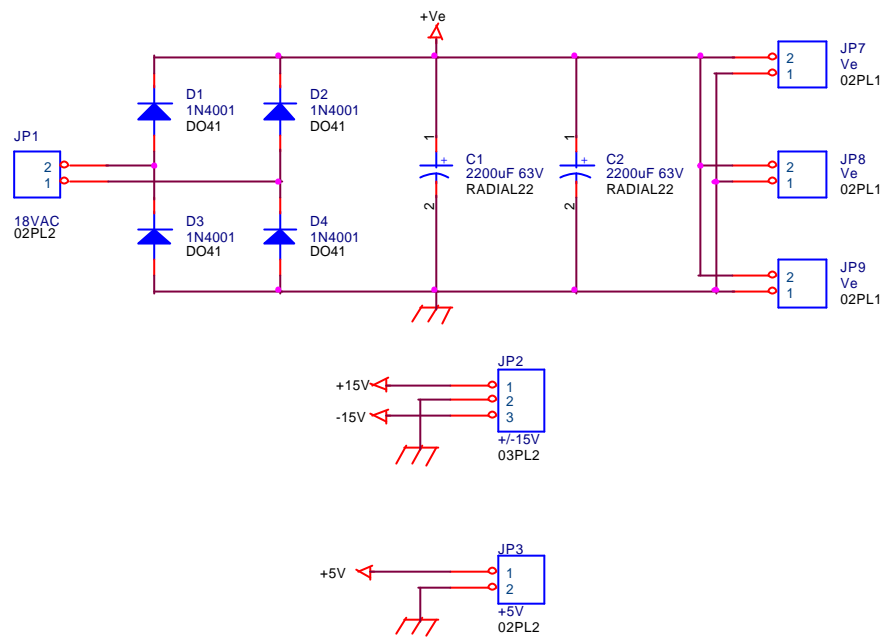 +Ve
JP7
2
Ve
1
02PL1
D1
D2
1N4001
1N4001
DO41
DO41
JP1
2
1
18VAC
02PL2
1
+
C1
2200uF 63V
RADIAL22
2
1
+
C2
2200uF 63V
RADIAL22
2
JP8
2
Ve
1
02PL1
D3
D4
1N4001
1N4001
DO41
DO41
JP9
2
Ve
1
02PL1
JP2
+15V
1
2
-15V
3
+/-15V
03PL2
JP3
+5V
1
2
+5V
02PL2